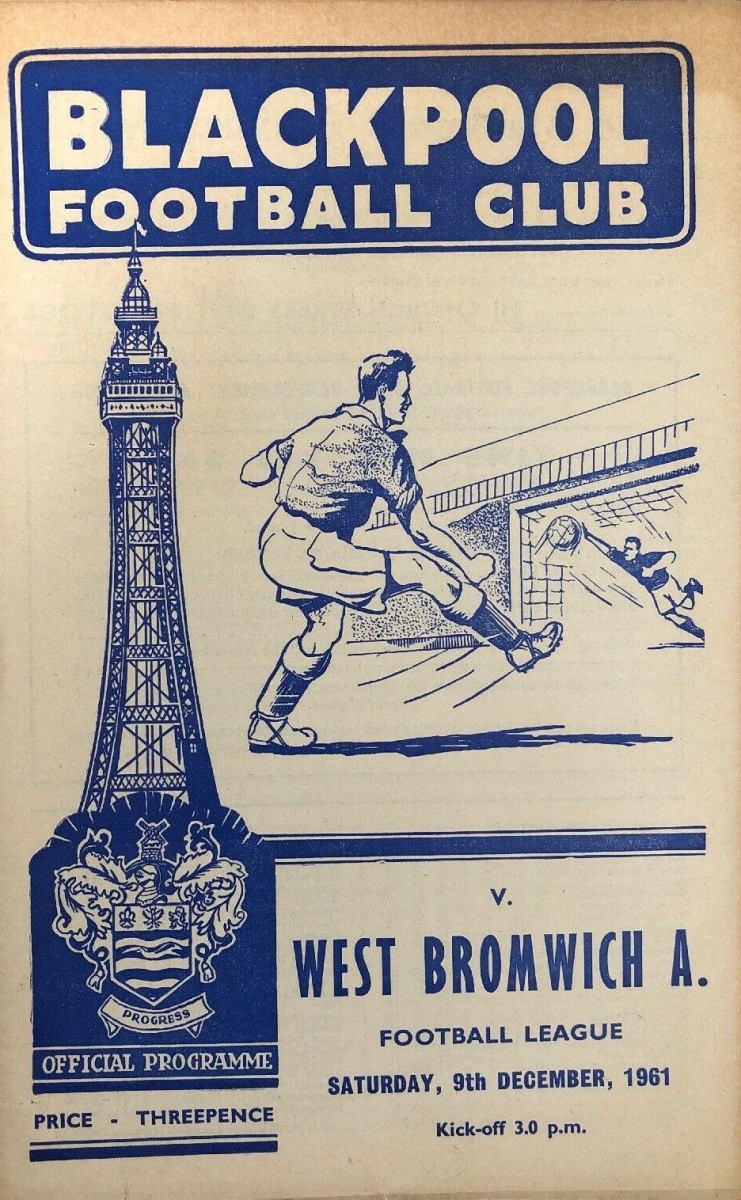 BLACKPOOL
FOOTBALL CLUB
V.
WEST BROMWICH A.
FOOTBALL LEAGUE
SATURDAY, 9th DECEMBER, 1961
Kick-off 3.0 p.m.
PROGRESS
OFFICIAL PROGRAMME
PRICE - THREEPENCE